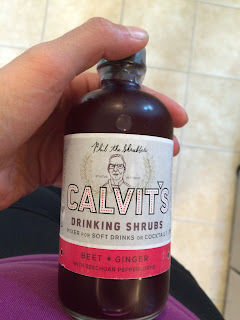 Phil the Shrubber
CALVIT'S
DRINKING SHRUBS
MIXER FOR SOFT DRINKS OR COCKTAILS
BEET ★ GINGER
WITH SZECHUAN PEPPERCORNS